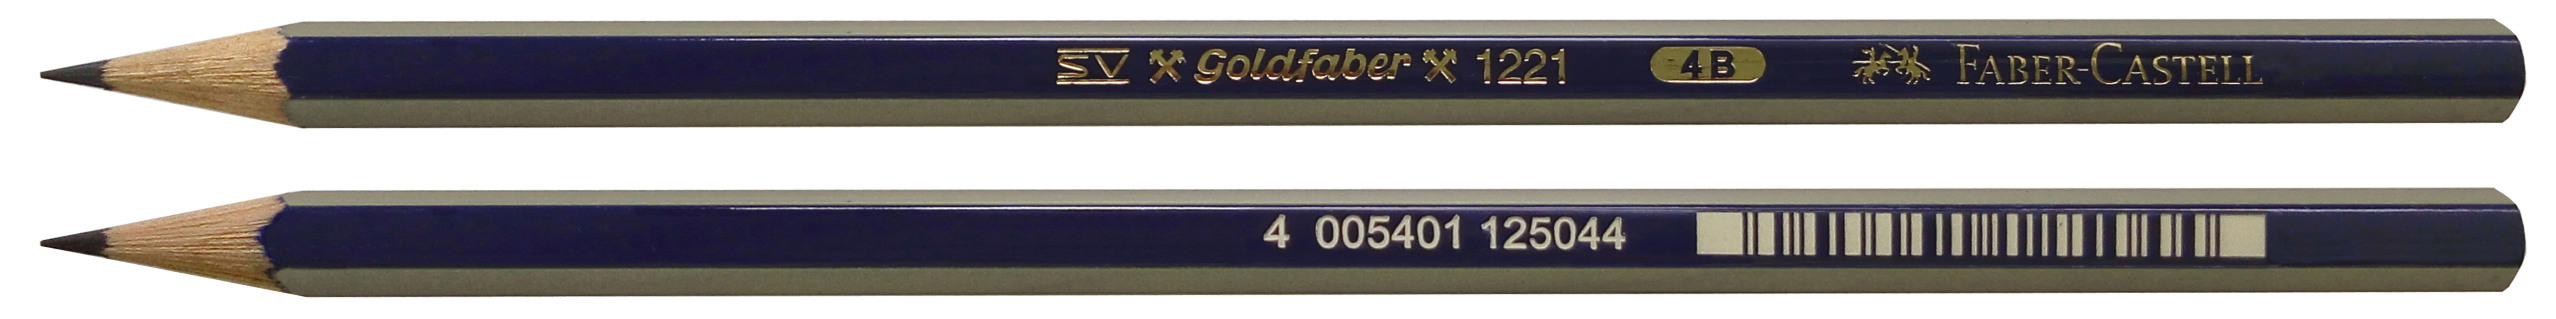 SV Goldfaber 1221 4B FABER-CASTELL
4 005401 125044